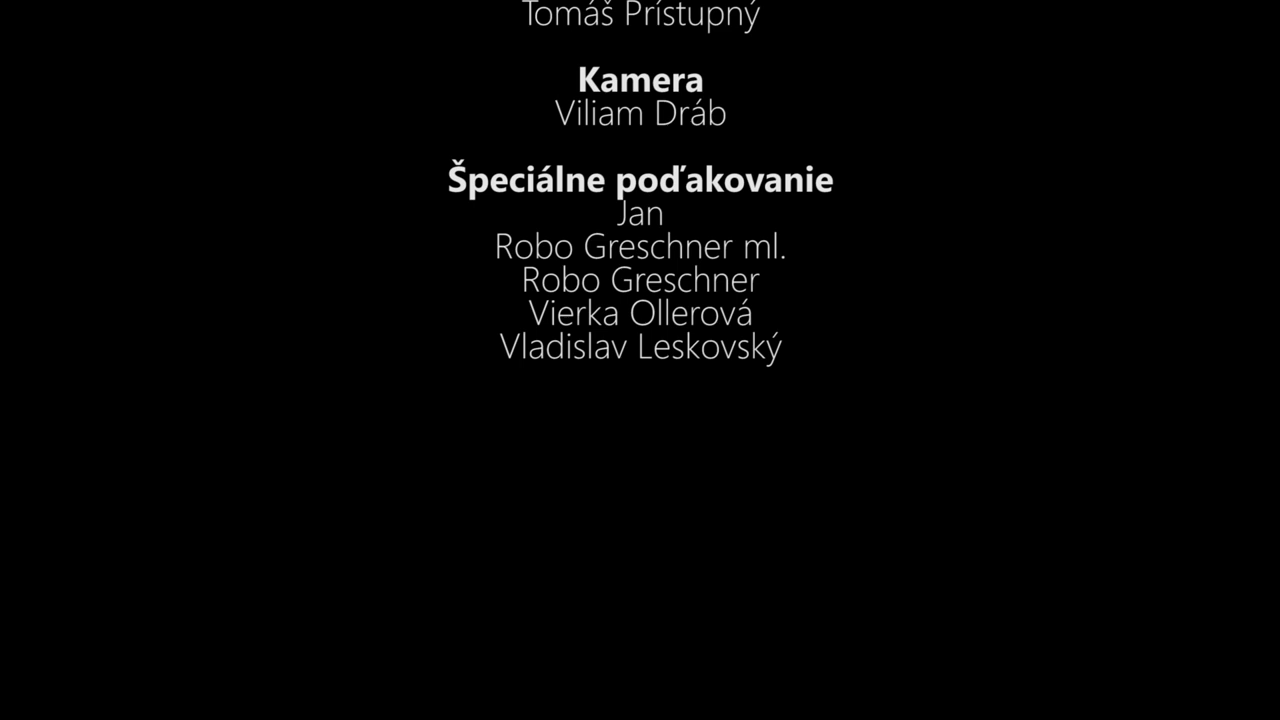 Tomáš Prístupný
Kamera
Viliam Dráb
Špeciálne poďakovanie
Jan
Robo Greschner ml.
Robo Greschner
Vierka Ollerová
Vladislav Leskovský